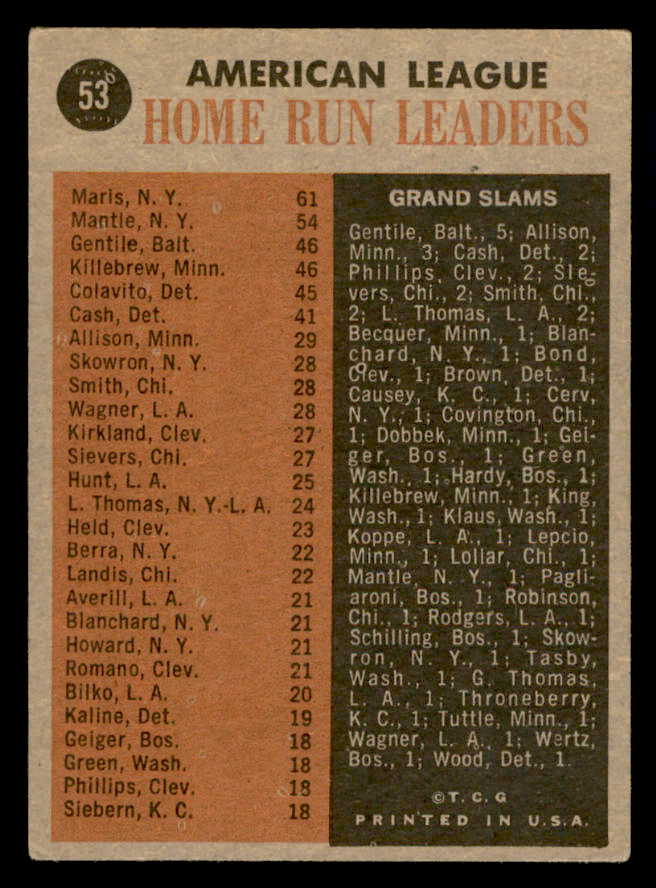 53
AMERICAN LEAGUE
HOME RUN LEADERS
Maris, N. Y. 61
Mantle, N. Y. 54
Gentile, Balt. 46
Killebrew, Minn. 46
Colavito, Det. 45
Cash, Det. 41
Allison, Minn. 29
Skowron, N. Y. 28
Smith, Chi. 28
Wagner, L. A. 28
Kirkland, Clev. 27
Sievers, Chi. 27
Hunt, L. A. 25
L. Thomas, N. Y.-L. A. 24
Held, Clev. 23
Berra, N. Y. 22
Landis, Chi. 22
Averill, L. A. 21
Blanchard, N. Y. 21
Howard, N. Y. 21
Romano, Clev. 21
Bilko, L. A. 20
Kaline, Det. 19
Geiger, Bos. 18
Green, Wash. 18
Phillips, Clev. 18
Siebern, K. C. 18
GRAND SLAMS
Gentile, Balt., 5; Allison,
Minn., 3; Cash, Det., 2;
Phillips, Clev., 2; Sie-
vers, Chi., 2; Smith, Chi.,
2; L. Thomas, L. A., 2;
Becquer, Minn., 1; Blan-
chard, N. Y., 1; Bond,
Clev., 1; Brown, Det., 1;
Causey, K. C., 1; Cerv,
N. Y., 1; Covington, Chi.,
1; Dobbek, Minn., 1; Gei-
ger, Bos., 1; Green,
Wash., 1; Hardy, Bos., 1;
Killebrew, Minn., 1; King,
Wash., 1; Klaus, Wash., 1;
Koppe, L. A., 1; Lepcio,
Minn., 1; Lollar, Chi., 1;
Mantle, N. Y., 1; Pagli-
aroni, Bos., 1; Robinson,
Chi., 1; Rodgers, L. A., 1;
Schilling, Bos., 1; Skow-
ron, N. Y., 1; Tasby,
Wash., 1; G. Thomas,
L. A., 1; Throneberry,
K. C., 1; Tuttle, Minn., 1;
Wagner, L. A., 1; Wertz,
Bos., 1; Wood, Det., 1.
©T. C. G
PRINTED IN U.S.A.